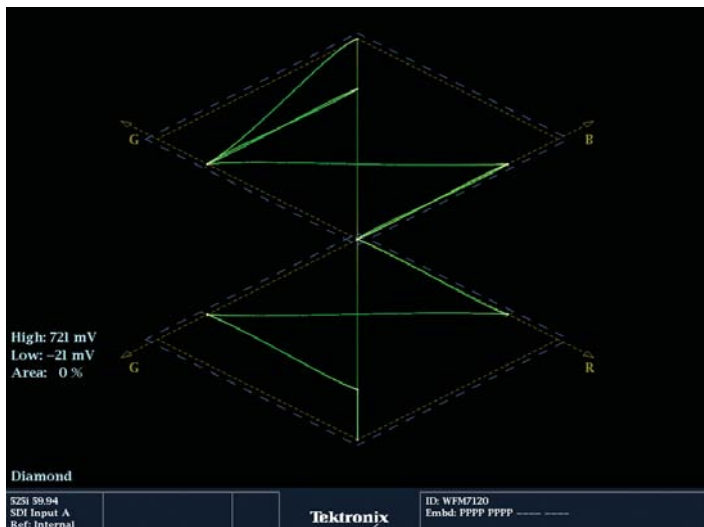 G
B
High: 721 mV
Low: –21 mV
Area: 0 %
G
R
Diamond
525i 59.94
SDI Input A
Ref: Internal
Tektronix
ID: WFM7120
Embd: PPPP PPPP ---- ----